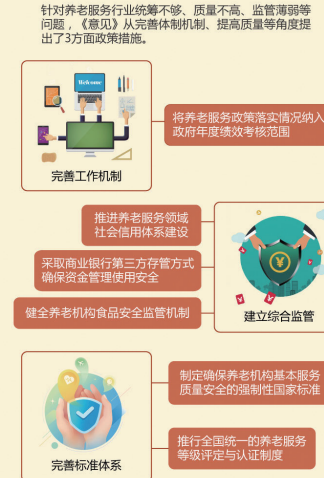 针对养老服务行业统筹不够、质量不高、监管薄弱等
问题，《意见》从完善体制机制、提高质量等角度提
出了3方面政策措施。
Welcome
完善工作机制
将养老服务政策落实情况纳入
政府年度绩效考核范围
推进养老服务领域
社会信用体系建设
采取商业银行第三方存管方式
确保资金管理使用安全
健全养老机构食品安全监管机制
¥
建立综合监管
制定确保养老机构基本服务
质量安全的强制性国家标准
推行全国统一的养老服务
等级评定与认证制度
完善标准体系